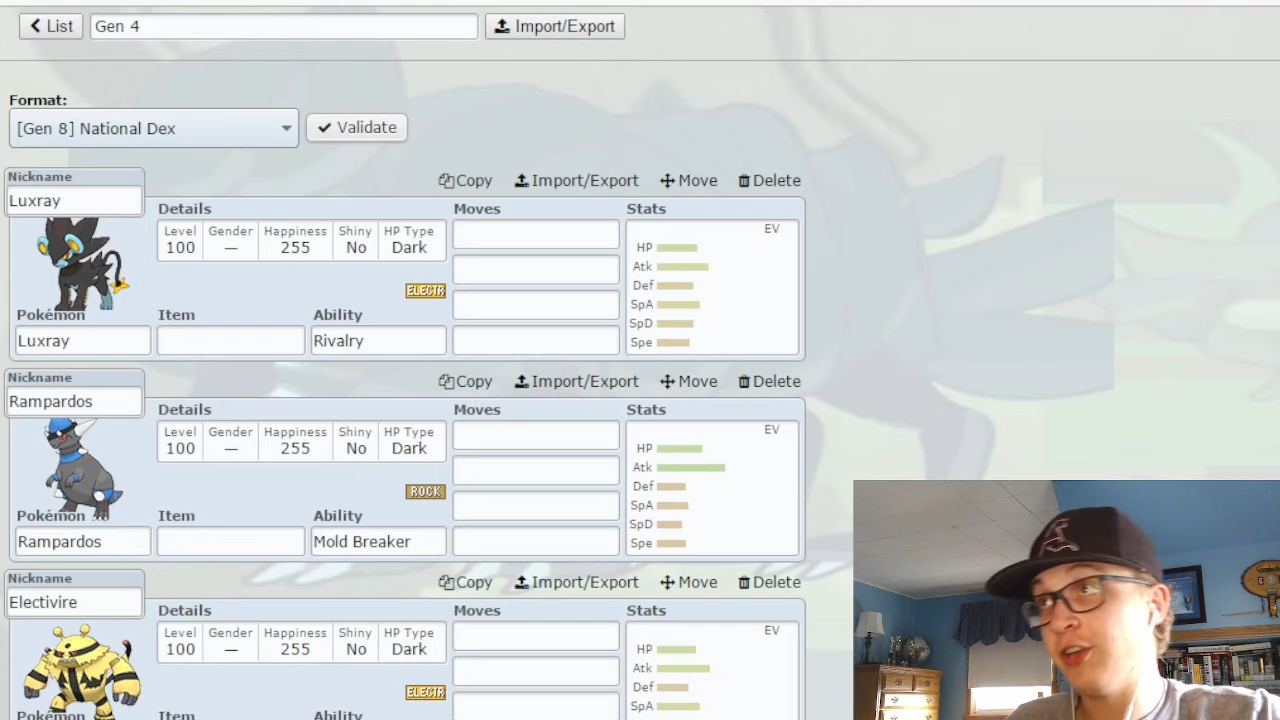 List
Gen 4
Import/Export
Format:
[Gen 8] National Dex
Validate
Nickname
Luxray
Copy
Import/Export
Move
Delete
Details
Moves
Stats
Level
Gender
Happiness
Shiny
HP Type
100
—
255
No
Dark
ELECTR
EV
HP
Atk
Def
SpA
SpD
Spe
Pokémon
Item
Ability
Luxray
Rivalry
Nickname
Rampardos
Copy
Import/Export
Move
Delete
Details
Moves
Stats
Level
Gender
Happiness
Shiny
HP Type
100
—
255
No
Dark
ROCK
EV
HP
Atk
Def
SpA
SpD
Spe
Pokémon
Item
Ability
Rampardos
Mold Breaker
Nickname
Electivire
Copy
Import/Export
Move
Delete
Details
Moves
Stats
Level
Gender
Happiness
Shiny
HP Type
100
—
255
No
Dark
ELECTR
EV
HP
Atk
Def
SpA
Pokémon
Item
Ability
A